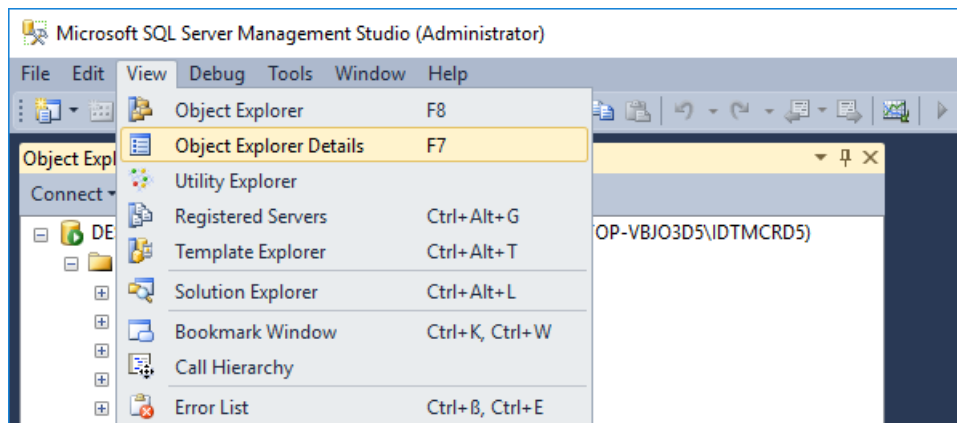 Microsoft SQL Server Management Studio (Administrator)
File Edit View Debug Tools Window Help
Object Explorer F8
Object Explorer Details F7
Object Expl
Utility Explorer
Connect
Registered Servers Ctrl+Alt+G
DE TOP-VBJO3D5\IDTMCRD5)
Template Explorer Ctrl+Alt+T
Solution Explorer Ctrl+Alt+L
Bookmark Window Ctrl+K, Ctrl+W
Call Hierarchy
Error List Ctrl+ß, Ctrl+E